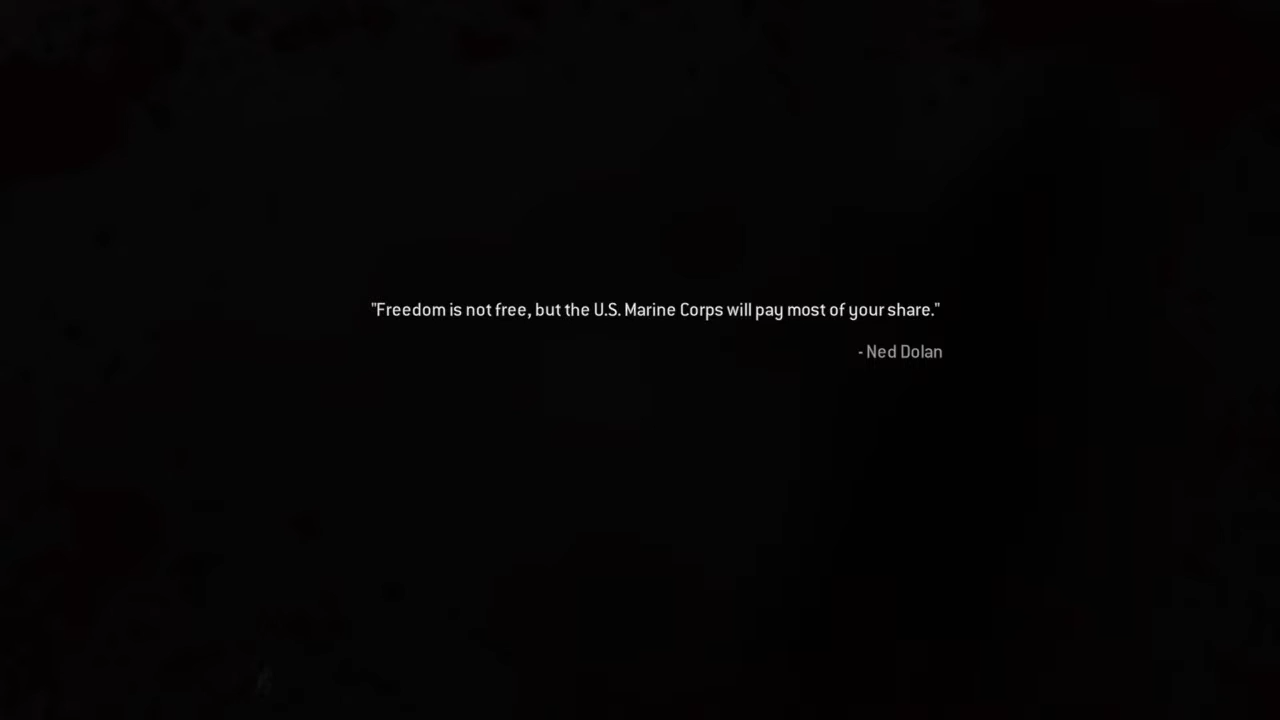 "Freedom is not free, but the U.S. Marine Corps will pay most of your share."
- Ned Dolan